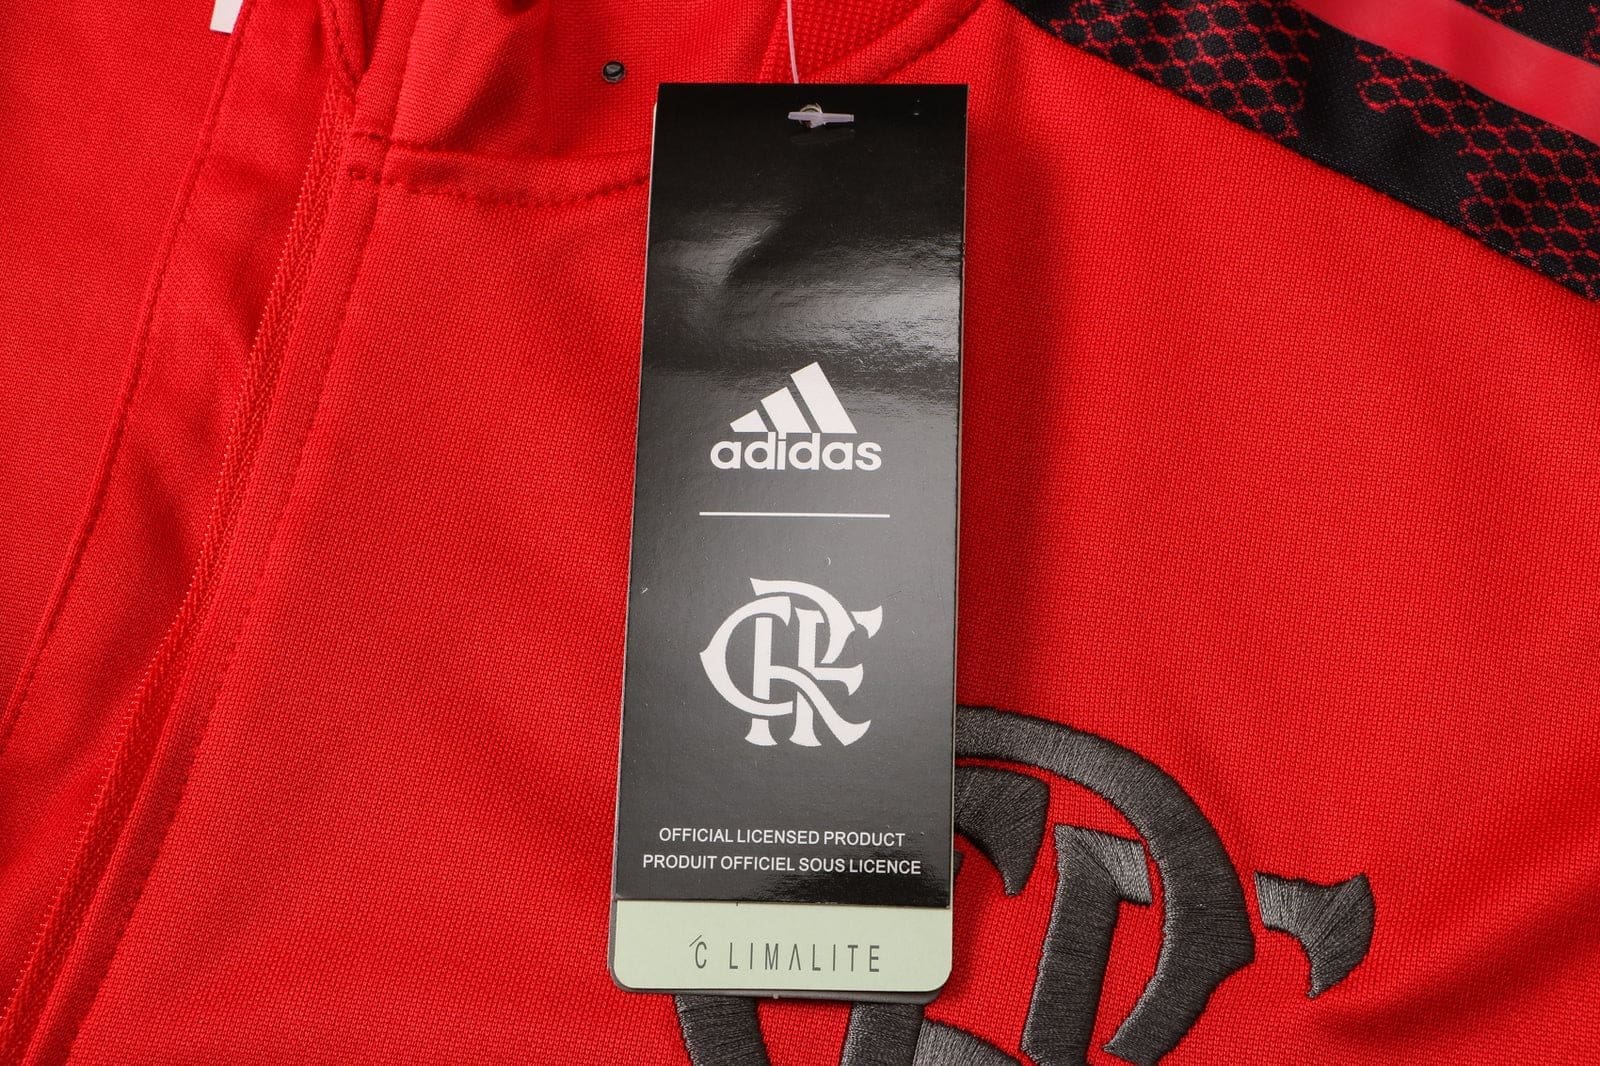 adidas
CRF
OFFICIAL LICENSED PRODUCT
PRODUIT OFFICIEL SOUS LICENCE
CLIMALITE